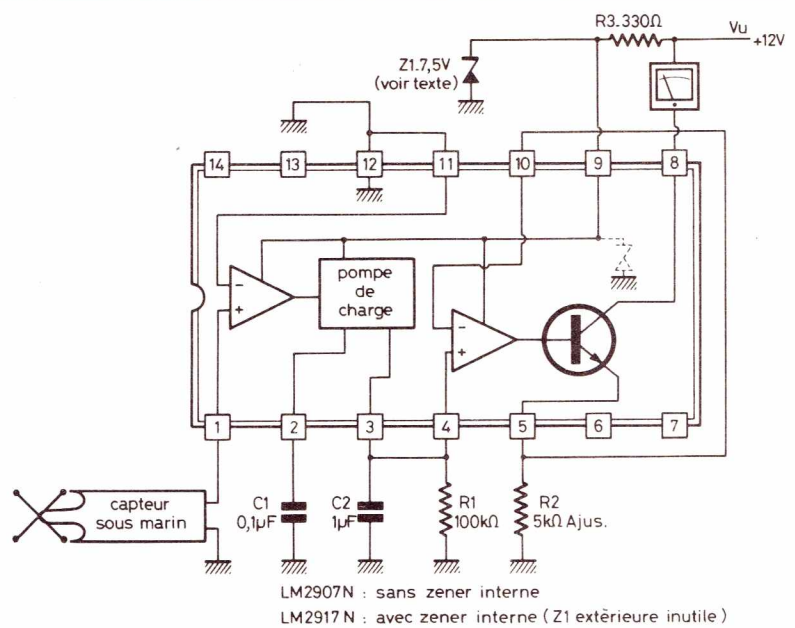 R3.330Ω
Vu
+12V
Z1.7,5V
(voir texte)
14
13
12
11
10
9
8
pompe
de
charge
-
+
-
+
1
2
3
4
5
6
7
capteur
sous marin
C1
0,1µF
C2
1µF
R1
100kΩ
R2
5kΩ Ajus.
LM2907N : sans zener interne
LM2917N : avec zener interne (Z1 extèrieure inutile)